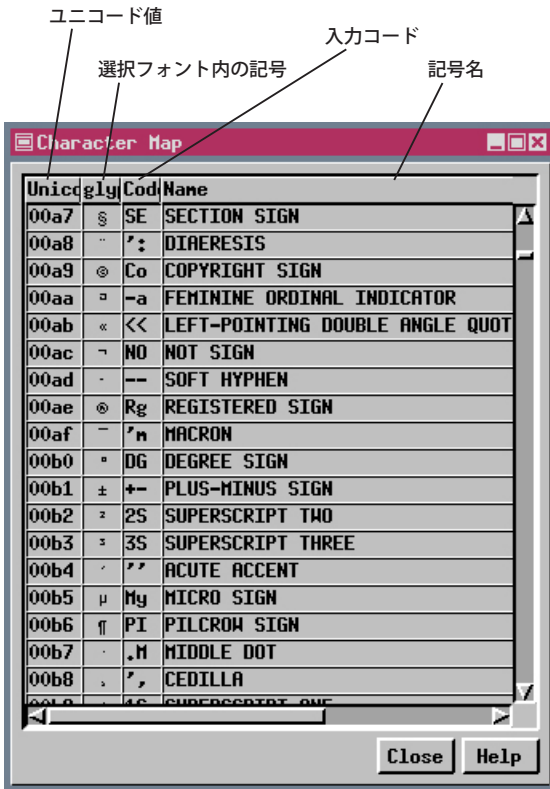 ユニコード値
入力コード
選択フォント内の記号
記号名
Character Map
Unico gly Cod Name
00a7 § SE SECTION SIGN
00a8 ¨ ': DIAERESIS
00a9 © Co COPYRIGHT SIGN
00aa ª -a FEMININE ORDINAL INDICATOR
00ab « << LEFT-POINTING DOUBLE ANGLE QUOT
00ac ¬ NO NOT SIGN
00ad - -- SOFT HYPHEN
00ae ® Rg REGISTERED SIGN
00af ¯ 'm MACRON
00b0 ° DG DEGREE SIGN
00b1 ± +- PLUS-MINUS SIGN
00b2 ² 2S SUPERSCRIPT TWO
00b3 ³ 3S SUPERSCRIPT THREE
00b4 ´ '' ACUTE ACCENT
00b5 µ My MICRO SIGN
00b6 ¶ PI PILCROW SIGN
00b7 · .M MIDDLE DOT
00b8 ¸ ', CEDILLA
Close Help